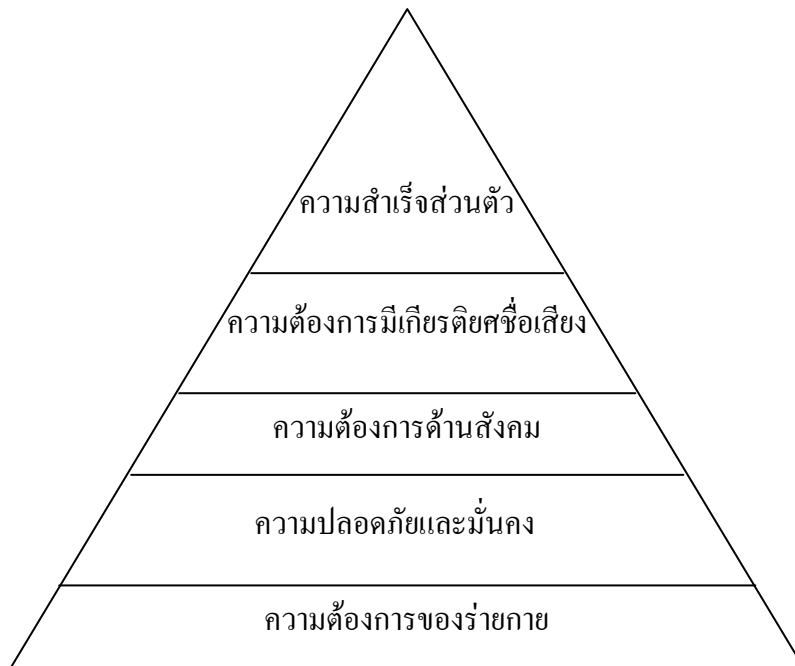 ความสำเร็จส่วนตัว
ความต้องการมีเกียรติยศชื่อเสียง
ความต้องการด้านสังคม
ความปลอดภัยและมั่นคง
ความต้องการของร่ายกาย